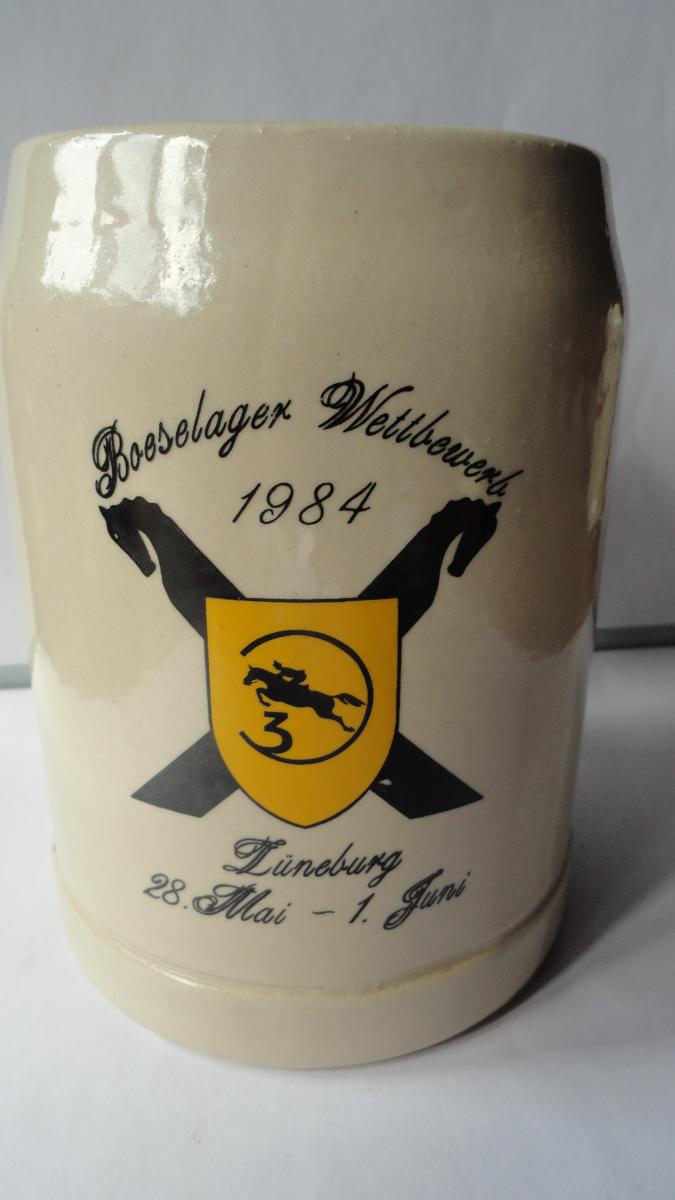 Boeselager Wettbewerb
1984
3
Lüneburg
28. Mai – 1. Juni